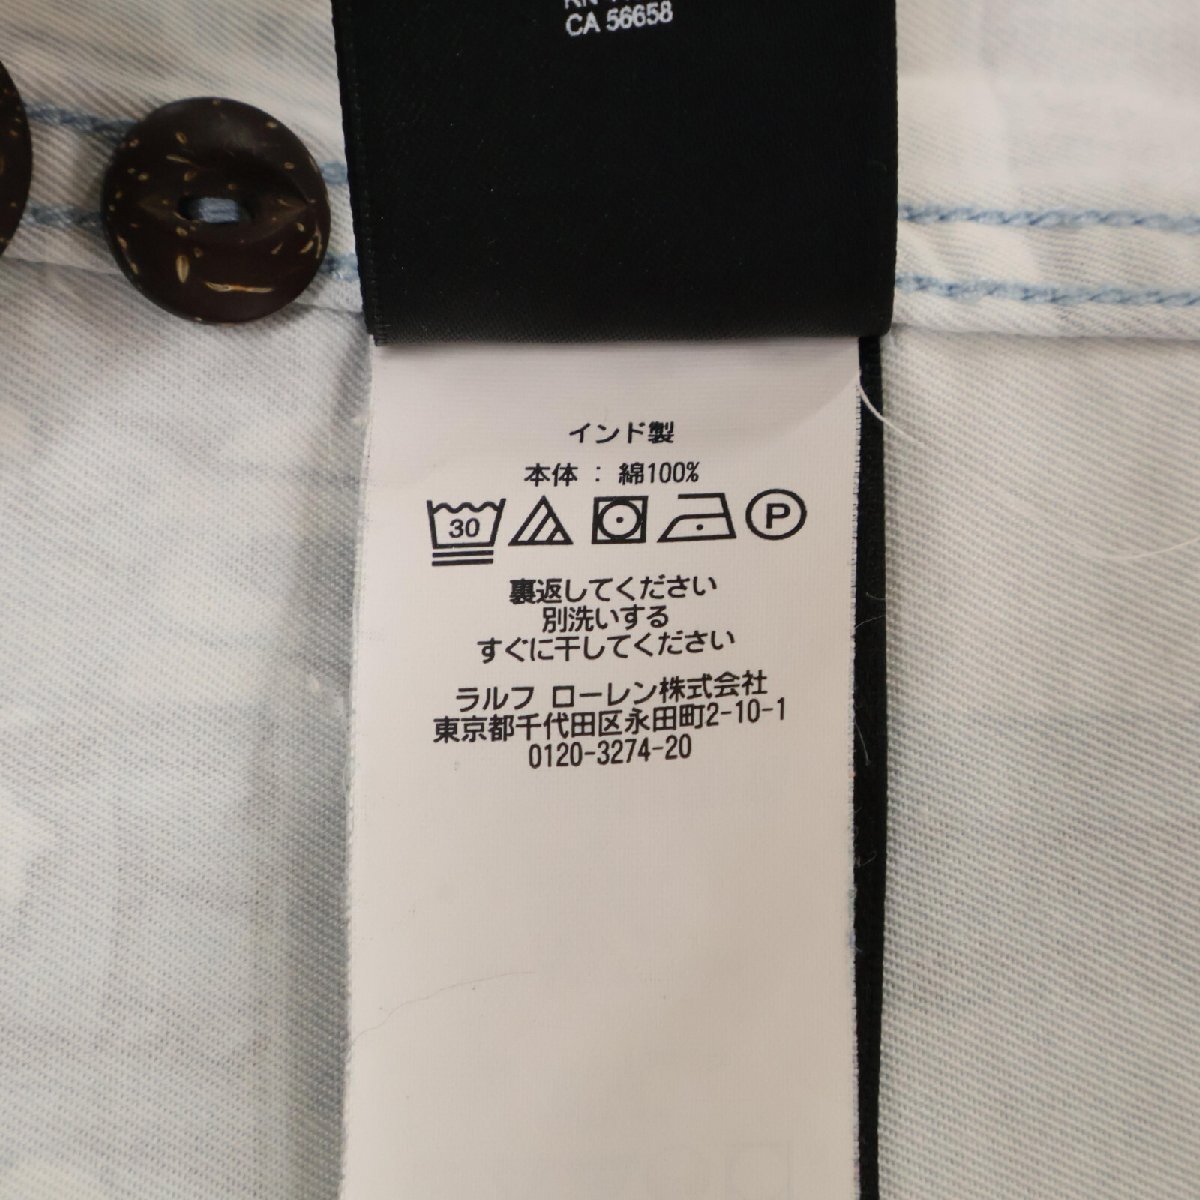 CA 56658
インド製
本体 : 綿100%
30
P
裏返してください
別洗いする
すぐに干してください
ラルフ ローレン株式会社
東京都千代田区永田町2-10-1
0120-3274-20